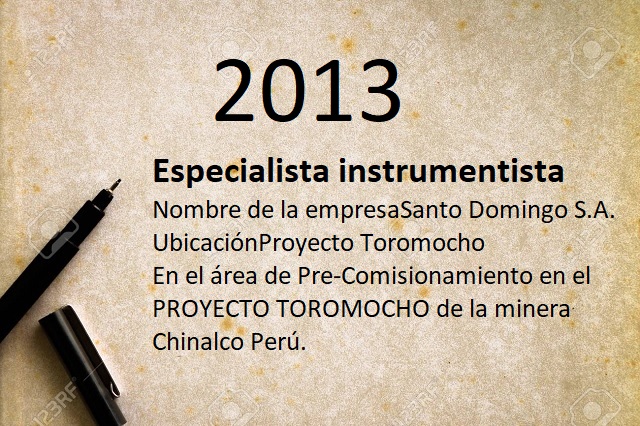 2013
Especialista instrumentista
Nombre de la empresaSanto Domingo S.A.
UbicaciónProyecto Toromocho
En el área de Pre-Comisionamiento en el
PROYECTO TOROMOCHO de la minera
Chinalco Perú.
123RF